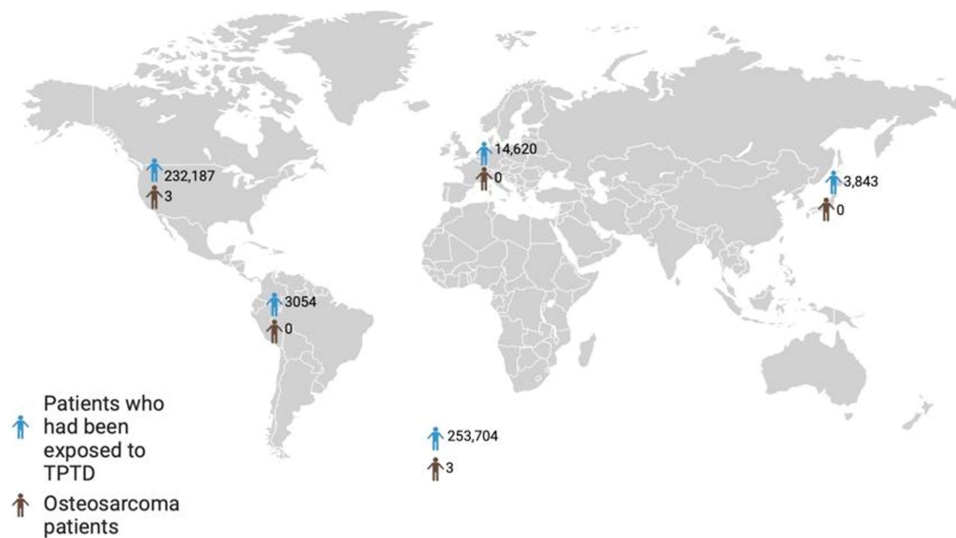 14,620
0
232,187
3
3,843
0
3054
0
Patients who
had been
exposed to
TPTD
Osteosarcoma
patients
253,704
3